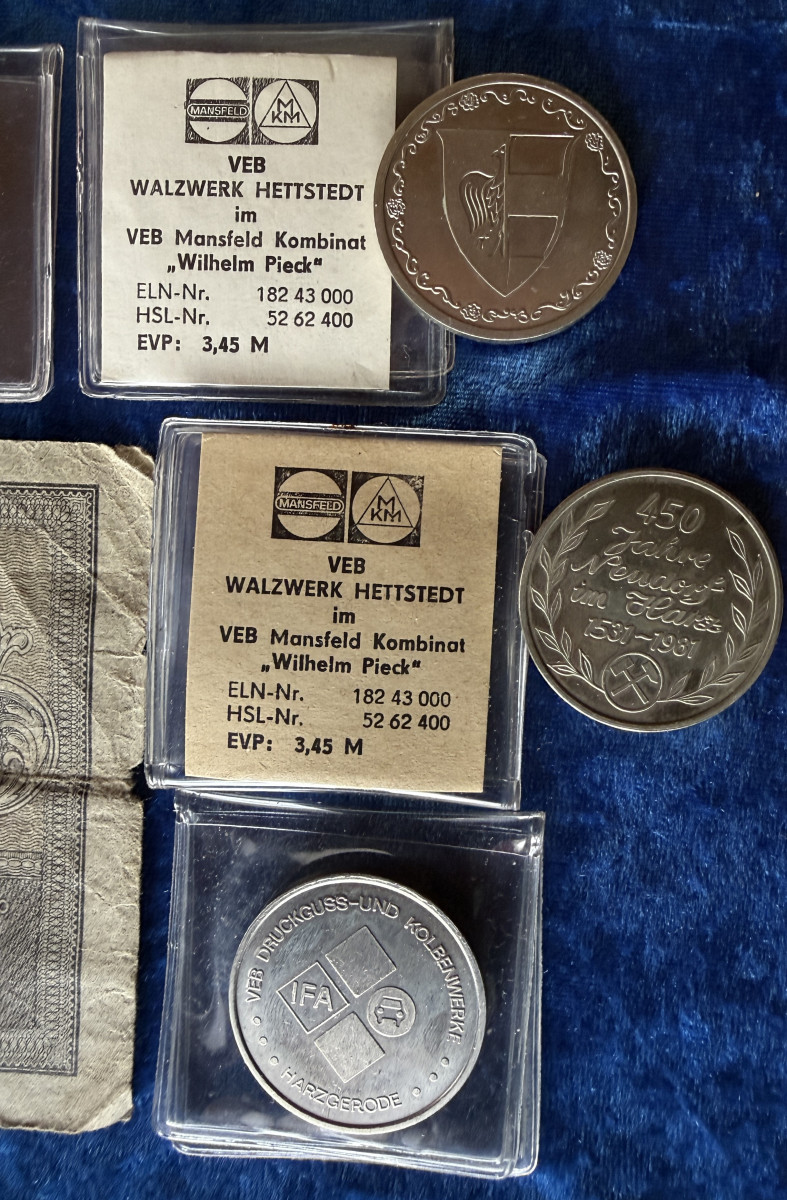 MANSFELD
MKM
VEB
WALZWERK HETTSTEDT
im
VEB Mansfeld Kombinat
„Wilhelm Pieck“
ELN-Nr. 182 43 000
HSL-Nr. 52 62 400
EVP: 3,45 M
MANSFELD
MKM
VEB
WALZWERK HETTSTEDT
im
VEB Mansfeld Kombinat
„Wilhelm Pieck“
ELN-Nr. 182 43 000
HSL-Nr. 52 62 400
EVP: 3,45 M
450
Jahre
Neudorf
im Harz
1531-1981
VEB DRUCKGUSS-UND KOLBENWERKE
IFA
HARZGERODE